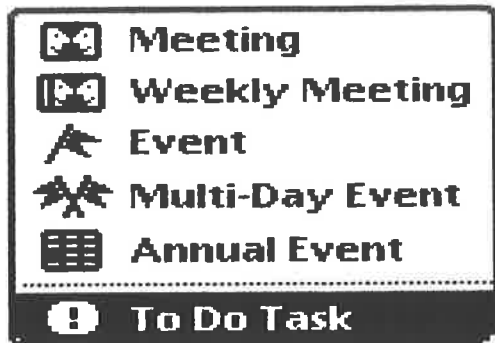 Meeting
Weekly Meeting
Event
Multi-Day Event
Annual Event
To Do Task